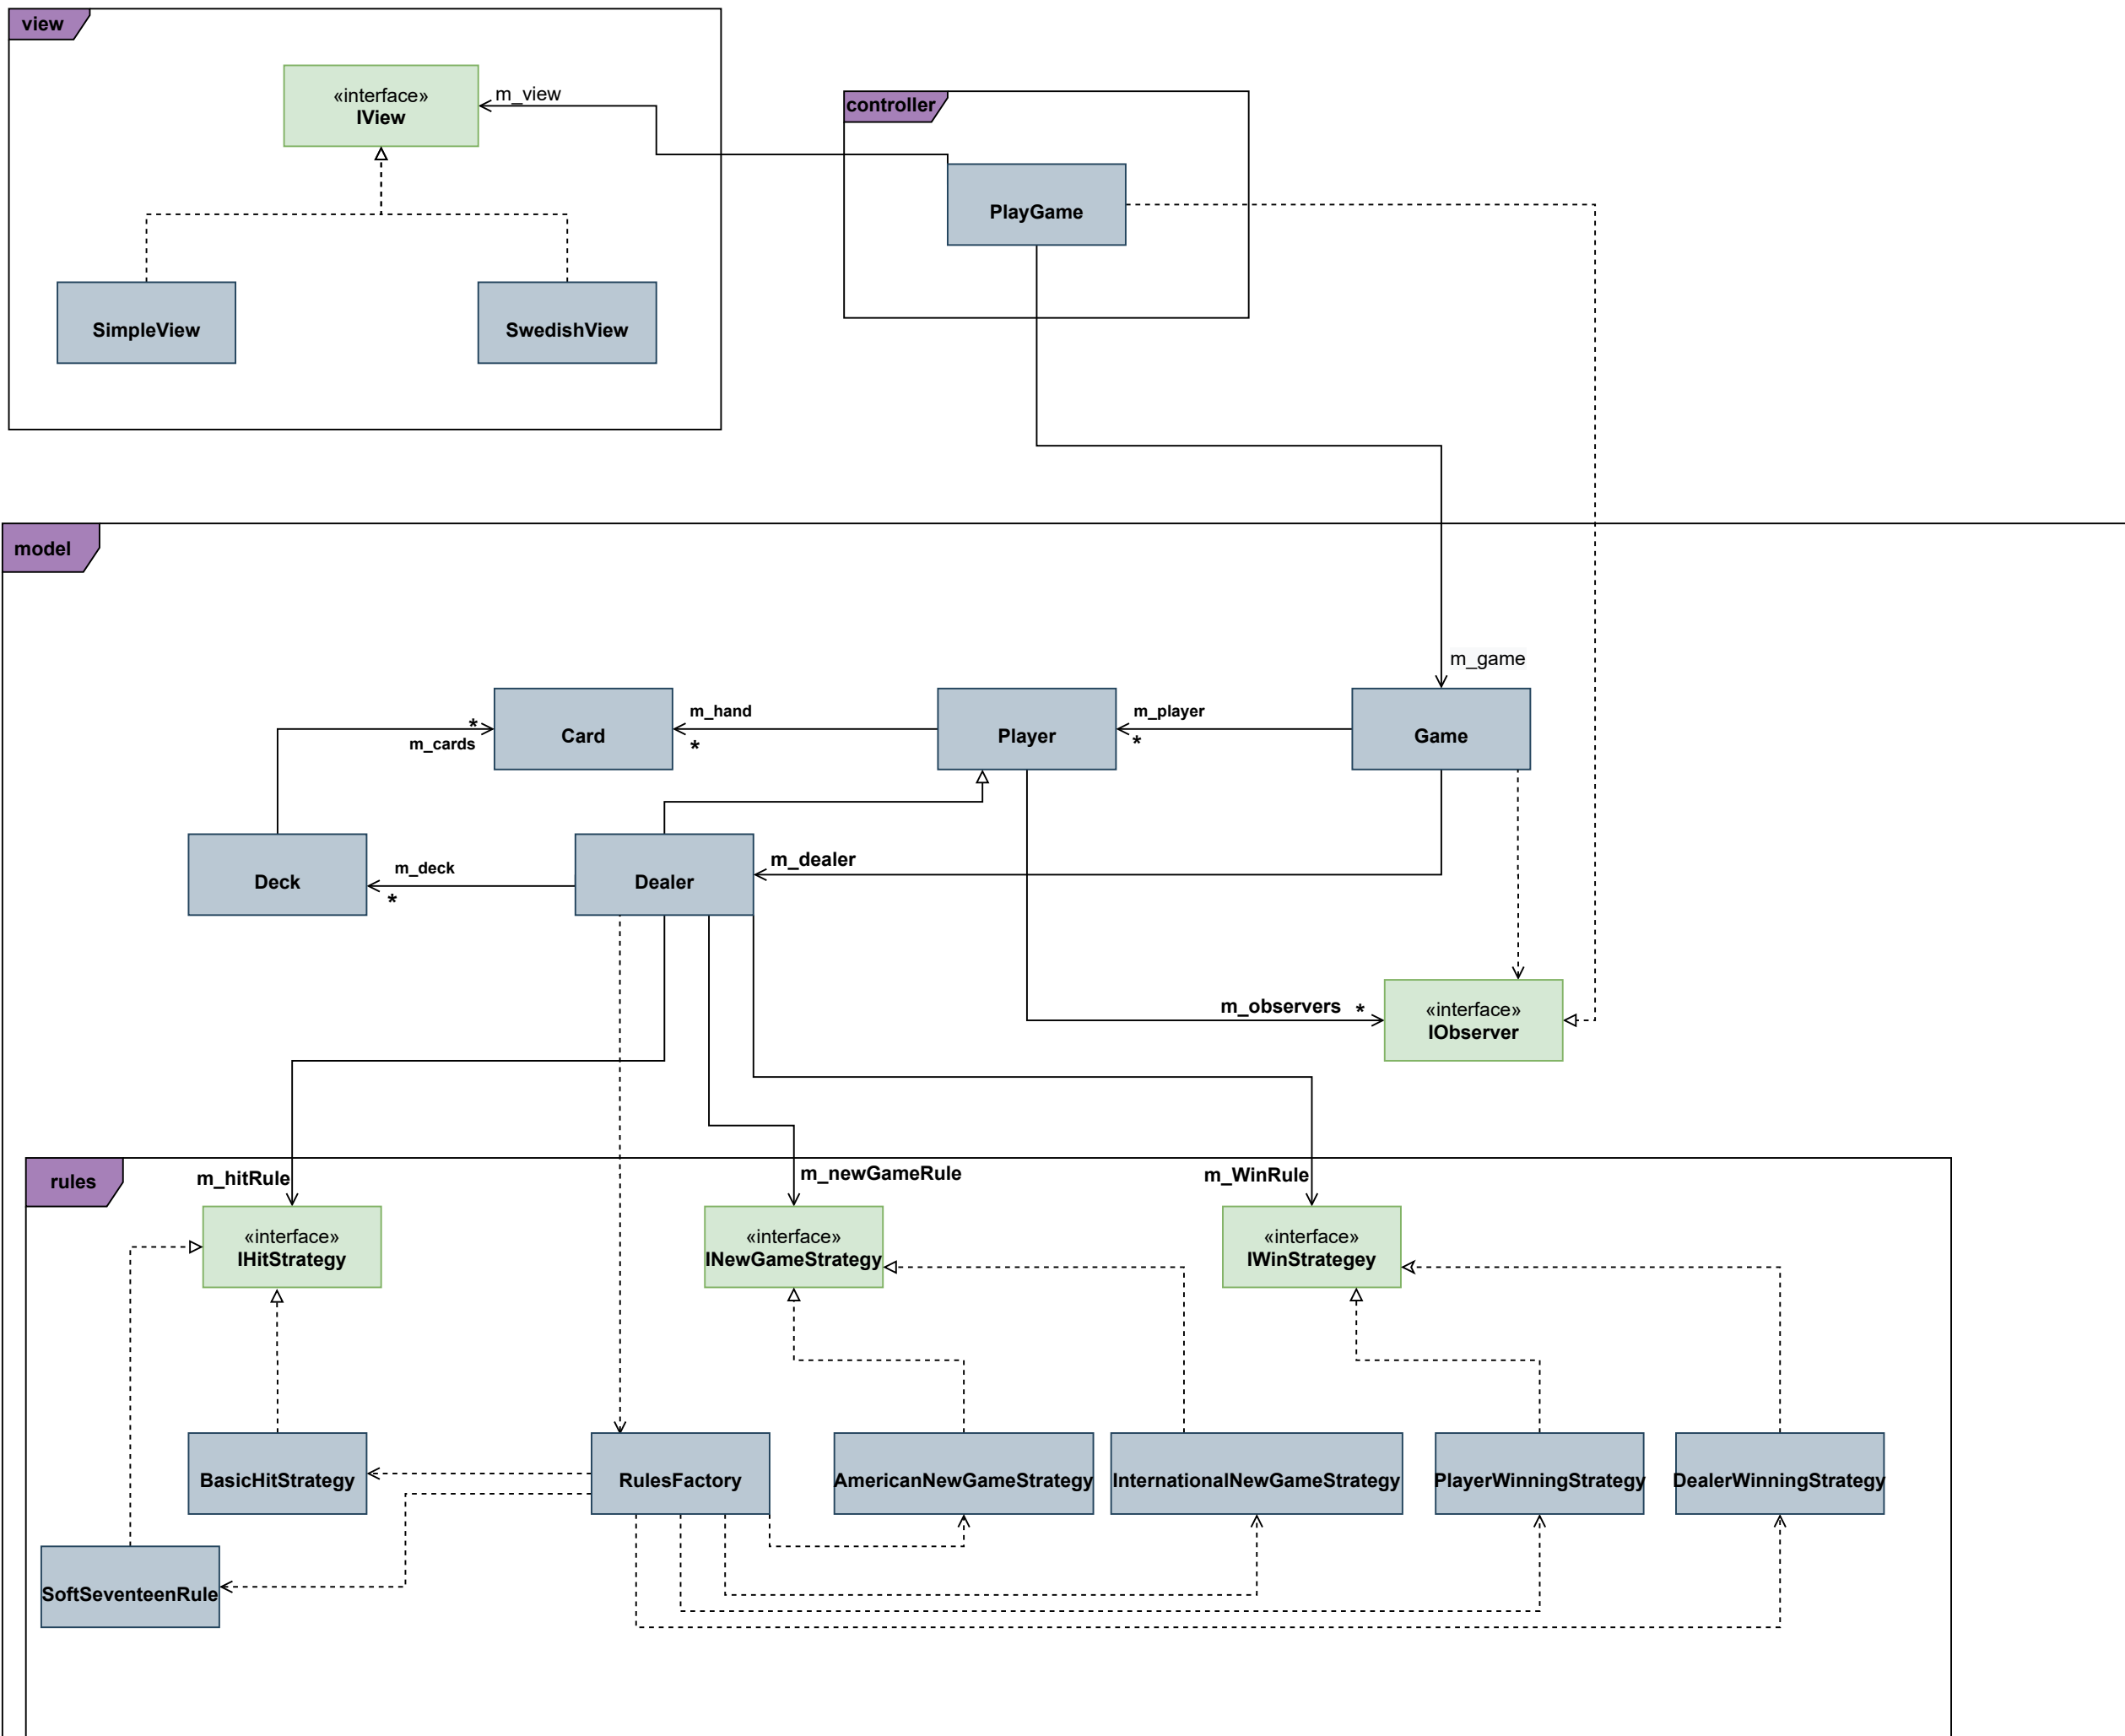 view
«interface»
IView
m_view
controller
PlayGame
SimpleView
SwedishView
model
m_game
Card
m_hand
*
Player
m_player
*
Game
*
m_cards
Deck
m_deck
*
Dealer
m_dealer
m_observers *
«interface»
IObserver
rules
m_hitRule
m_newGameRule
m_WinRule
«interface»
IHitStrategy
«interface»
INewGameStrategy
«interface»
IWinStrategey
BasicHitStrategy
RulesFactory
AmericanNewGameStrategy
InternationalNewGameStrategy
PlayerWinningStrategy
DealerWinningStrategy
SoftSeventeenRule